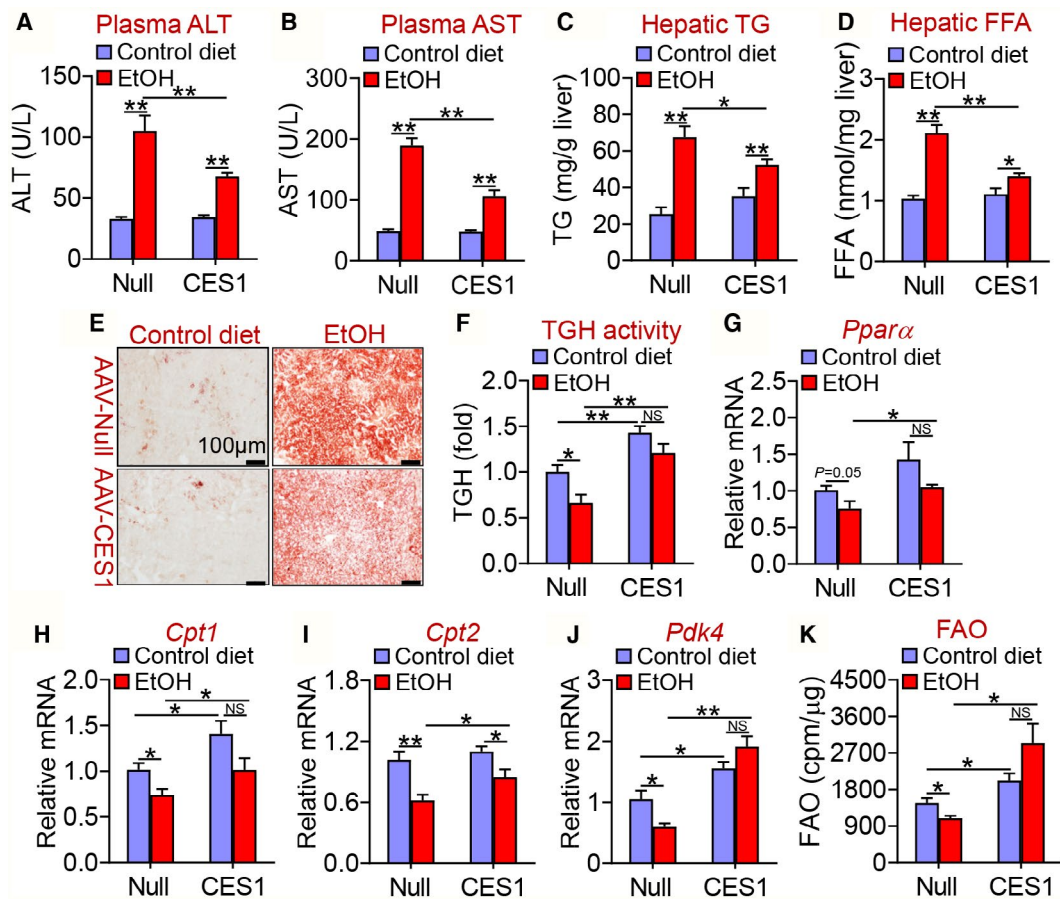 A
Plasma ALT
Control diet
EtOH
ALT (U/L)
150
100
50
0
**
**
**
Null
CES1
B
Plasma AST
Control diet
EtOH
AST (U/L)
300
200
100
0
**
**
**
Null
CES1
C
Hepatic TG
Control diet
EtOH
TG (mg/g liver)
80
60
40
20
0
*
**
**
Null
CES1
D
Hepatic FFA
Control diet
EtOH
FFA (nmol/mg liver)
3
2
1
0
**
**
*
Null
CES1
E
Control diet
EtOH
AAV-Null
AAV-CES1
100μm
F
TGH activity
Control diet
EtOH
TGH (fold)
2.0
1.5
1.0
0.5
0.0
**
**
NS
*
Null
CES1
G
Pparα
Control diet
EtOH
Relative mRNA
2.5
2.0
1.5
1.0
0.5
0.0
*
NS
P=0.05
Null
CES1
H
Cpt1
Control diet
EtOH
Relative mRNA
2.0
1.5
1.0
0.5
0.0
*
*
NS
*
Null
CES1
I
Cpt2
Control diet
EtOH
Relative mRNA
1.8
1.2
0.6
0.0
*
**
*
Null
CES1
J
Pdk4
Control diet
EtOH
Relative mRNA
3
2
1
0
**
NS
*
*
Null
CES1
K
FAO
Control diet
EtOH
FAO (cpm/μg)
4500
3600
2700
1800
900
0
*
NS
*
*
Null
CES1